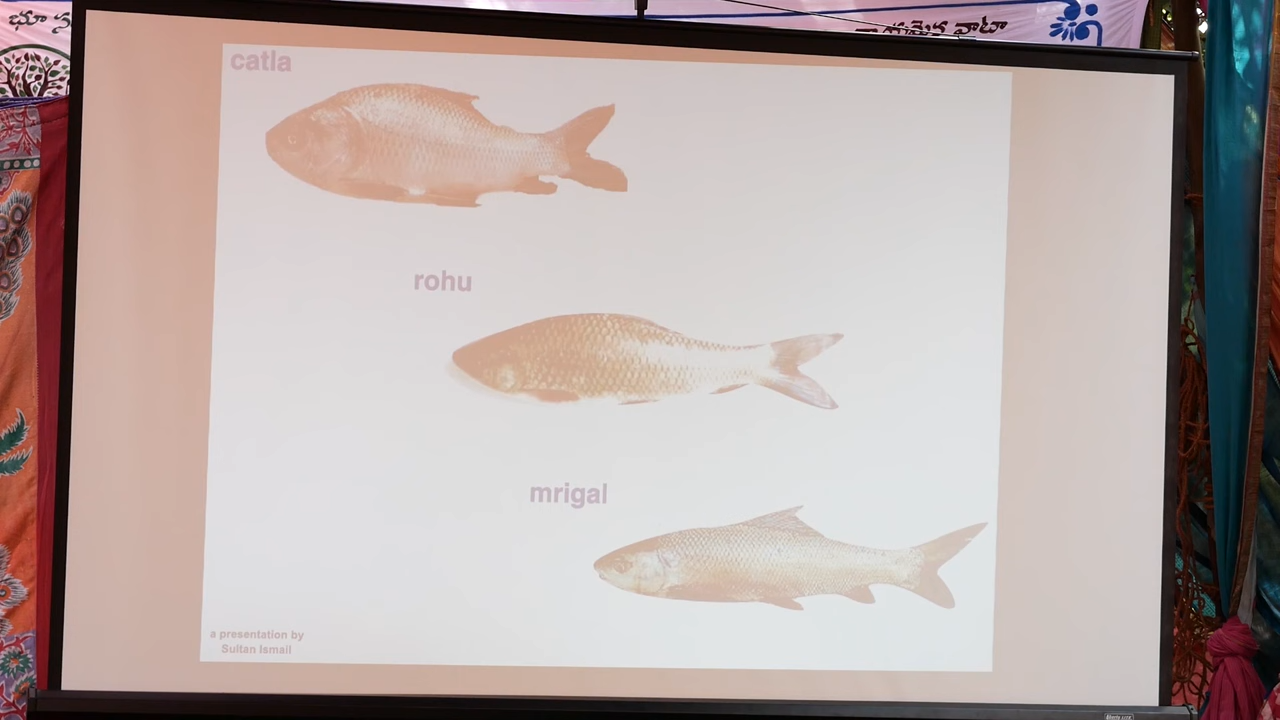 భూ
వాటా
catla
rohu
mrigal
a presentation by
Sultan Ismail